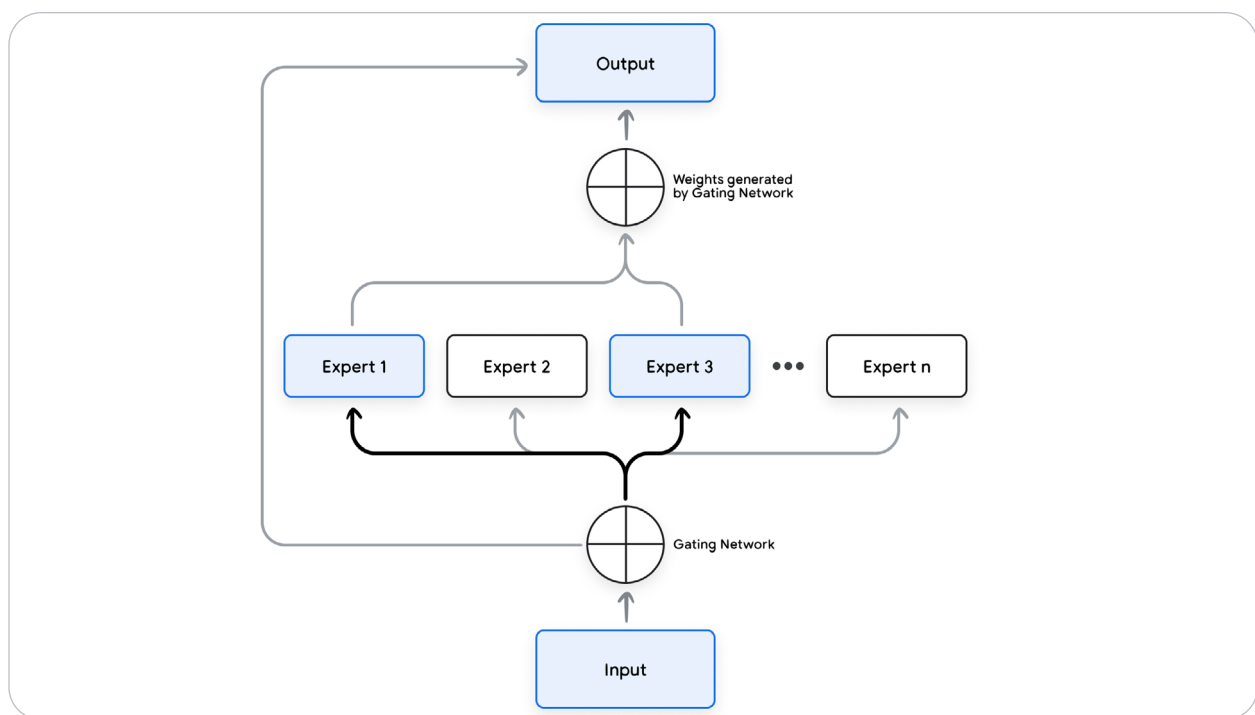 Output
Weights generated
by Gating Network
Expert 1
Expert 2
Expert 3
Expert n
Gating Network
Input